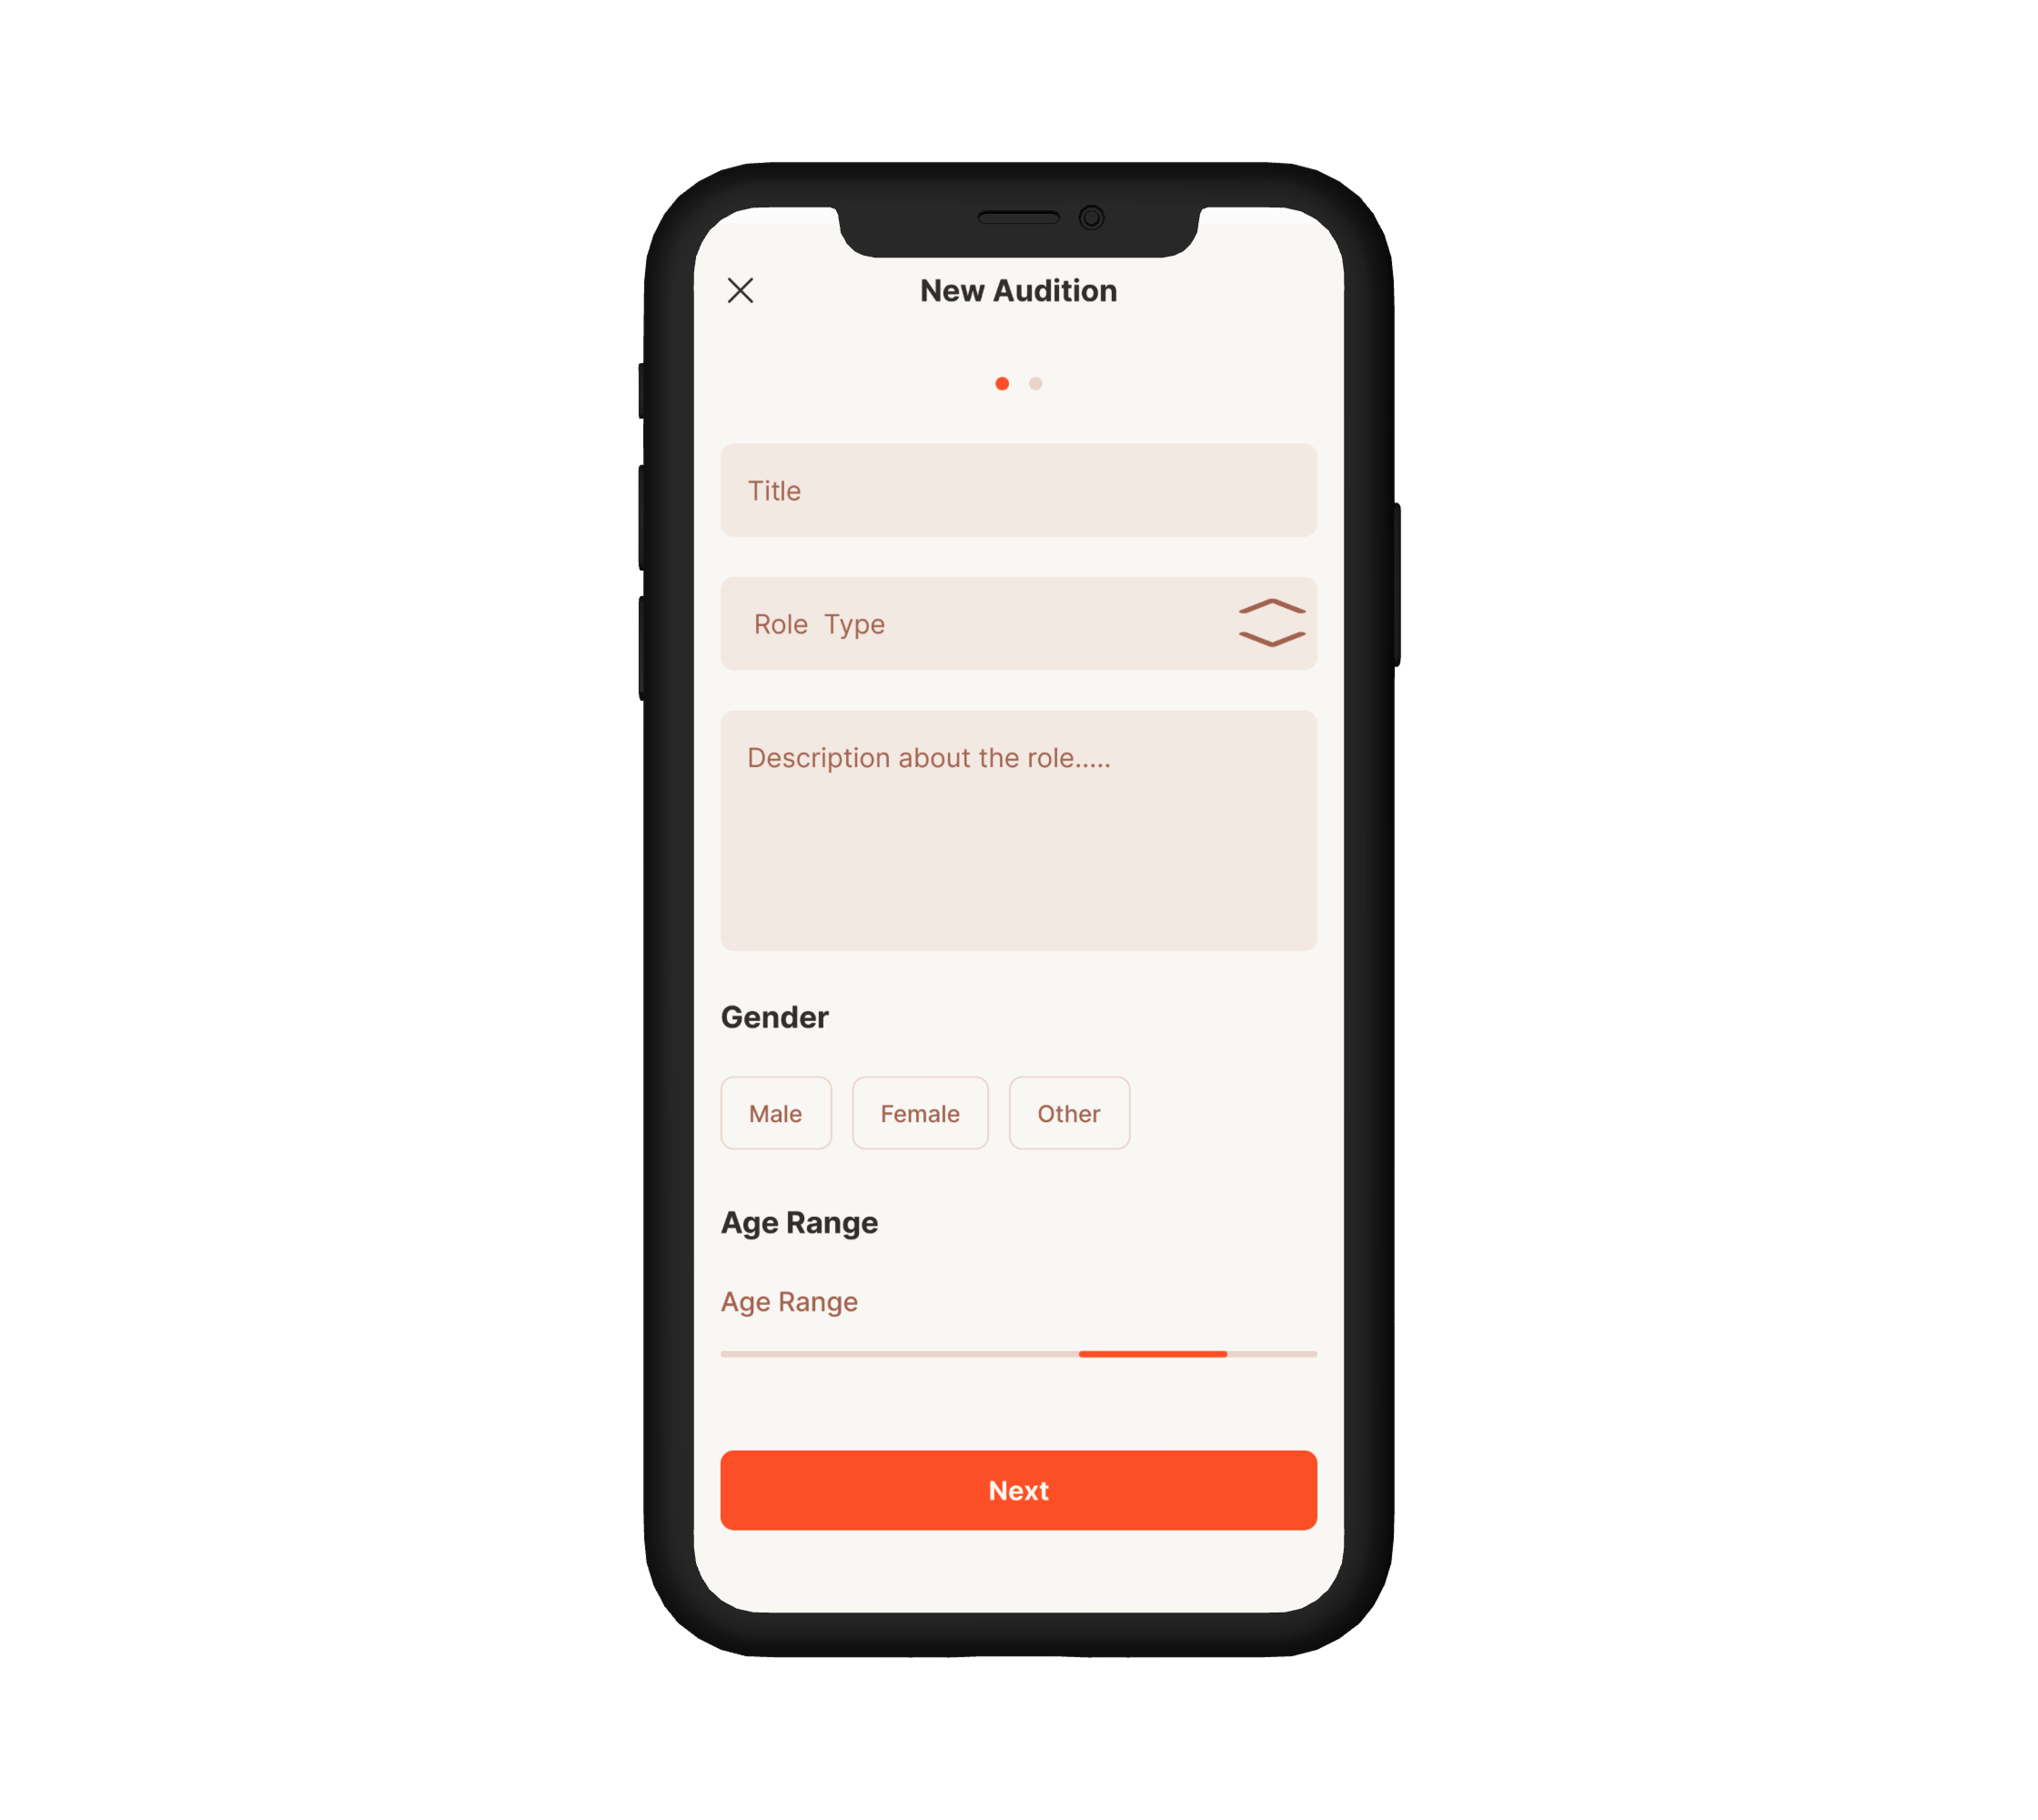 New Audition
Title
Role  Type
Description about the role.....
Gender
Male Female Other
Age Range
Age Range
Next